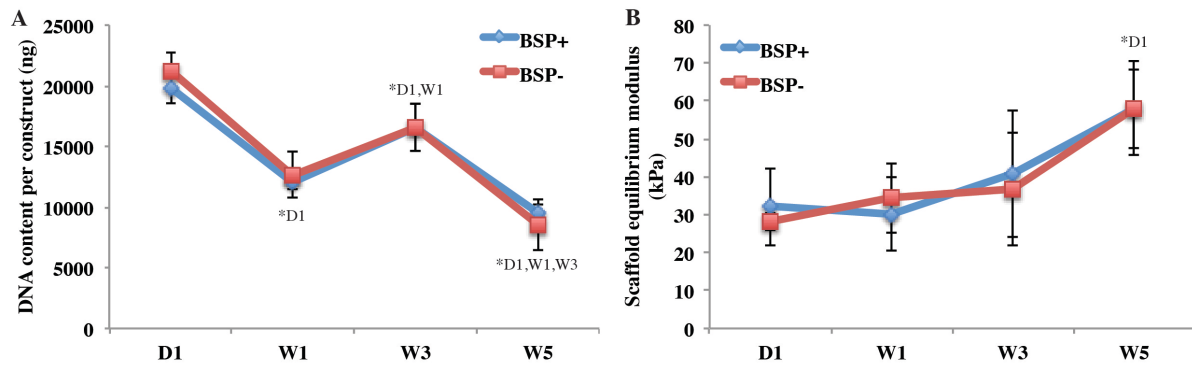 A
DNA content per construct (ng)
25000
20000
15000
10000
5000
0
BSP+
BSP-
*D1
*D1,W1
*D1,W1,W3
D1
W1
W3
W5
B
Scaffold equilibrium modulus
(kPa)
80
70
60
50
40
30
20
10
0
BSP+
BSP-
*D1
D1
W1
W3
W5